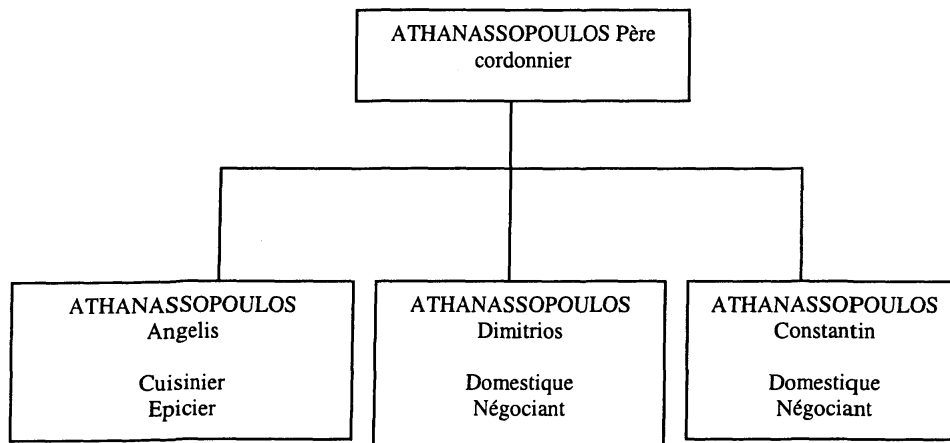 ATHANASSOPOULOS Père
cordonnier
ATHANASSOPOULOS
Angelis
Cuisinier
Epicier
ATHANASSOPOULOS
Dimitrios
Domestique
Négociant
ATHANASSOPOULOS
Constantin
Domestique
Négociant